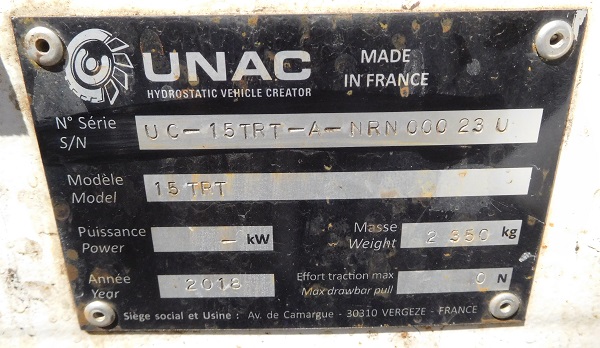 UNAC
HYDROSTATIC VEHICLE CREATOR
MADE
IN FRANCE
N° Série
S/N
UC-15TRT-A-NRN 000 23 U
Modèle
Model
15 TRT
Puissance
Power
– kW
Masse
Weight
2 350 kg
Année
Year
2018
Effort traction max
Max drawbar pull
0 N
Siège social et Usine : Av. de Camargue - 30310 VERGEZE - FRANCE